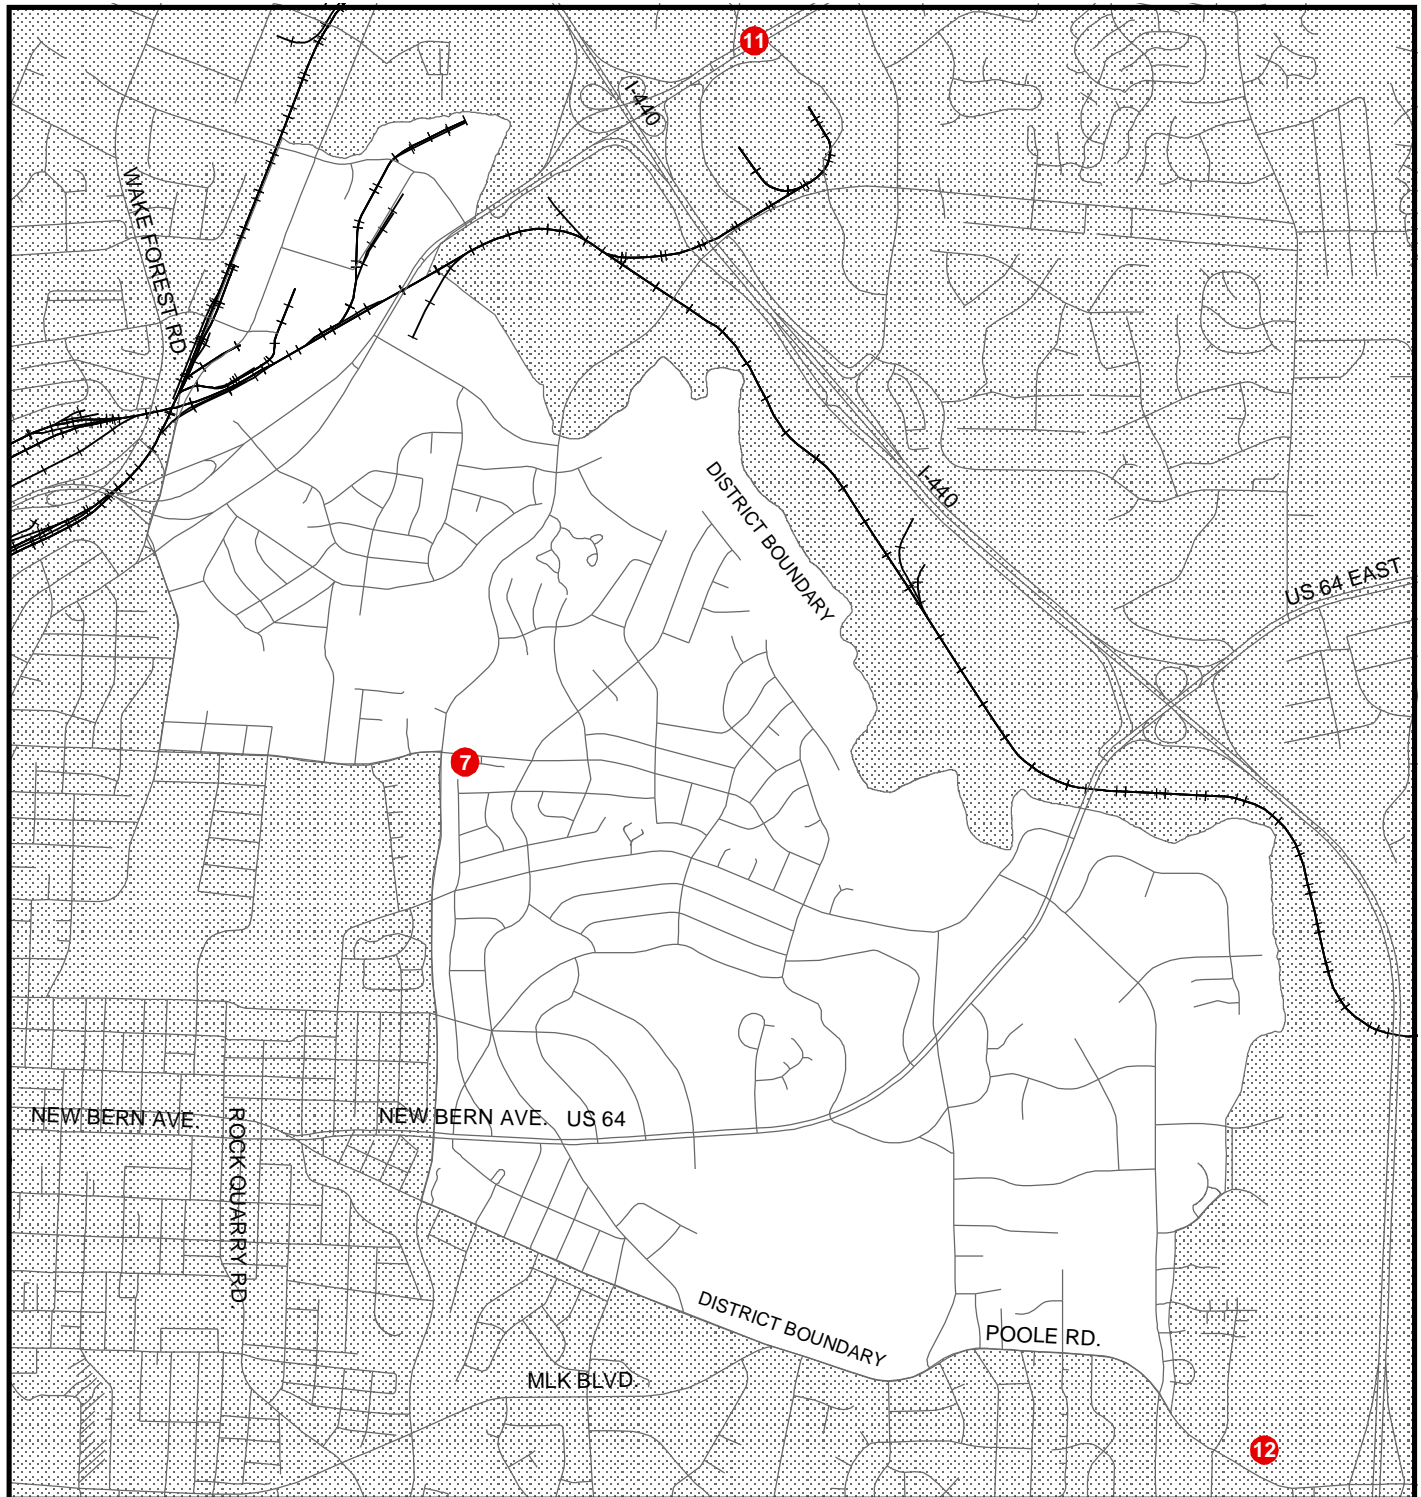 11
I-440
WAKE FOREST RD
DISTRICT BOUNDARY
I-440
US 64 EAST
7
NEW BERN AVE.
NEW BERN AVE.
US 64
ROCK QUARRY RD.
DISTRICT BOUNDARY
POOLE RD.
MLK BLVD.
12